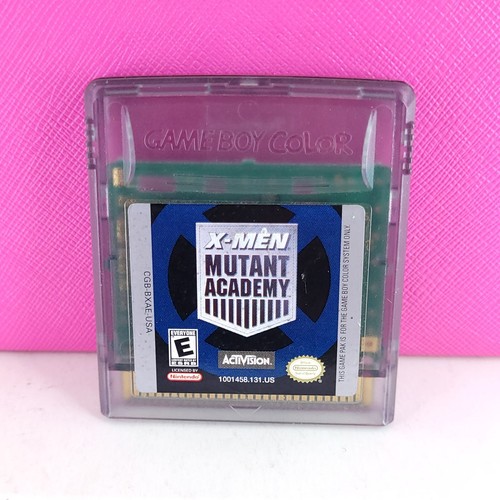 GAME BOY COLOR
X-MEN
MUTANT
ACADEMY
CGB-BXAE-USA
THIS GAME PAK IS FOR THE GAME BOY COLOR SYSTEM ONLY.
EVERYONE
E
ESRB
LICENSED BY
Nintendo
ACTIVISION.
1001458.131.US
Nintendo